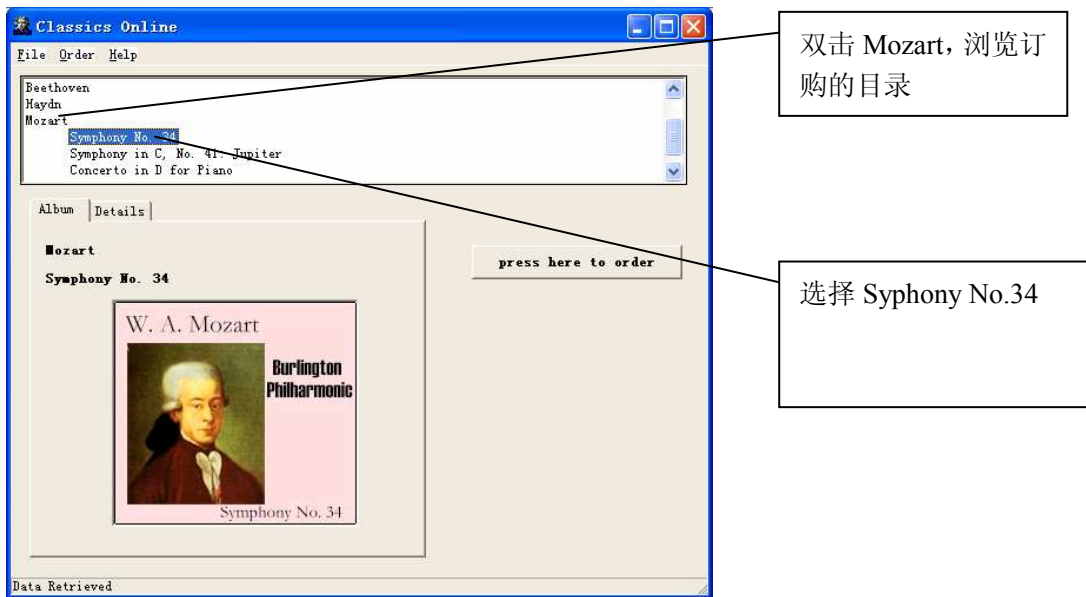 Classics Online
File Order Help
Beethoven
Haydn
Mozart
Symphony No. 34
Symphony in C, No. 41: Jupiter
Concerto in D for Piano
Album Details
Mozart
Symphony No. 34
press here to order
W. A. Mozart
Burlington
Philharmonic
Symphony No. 34
Data Retrieved
双击 Mozart，浏览订
购的目录
选择 Syphony No.34